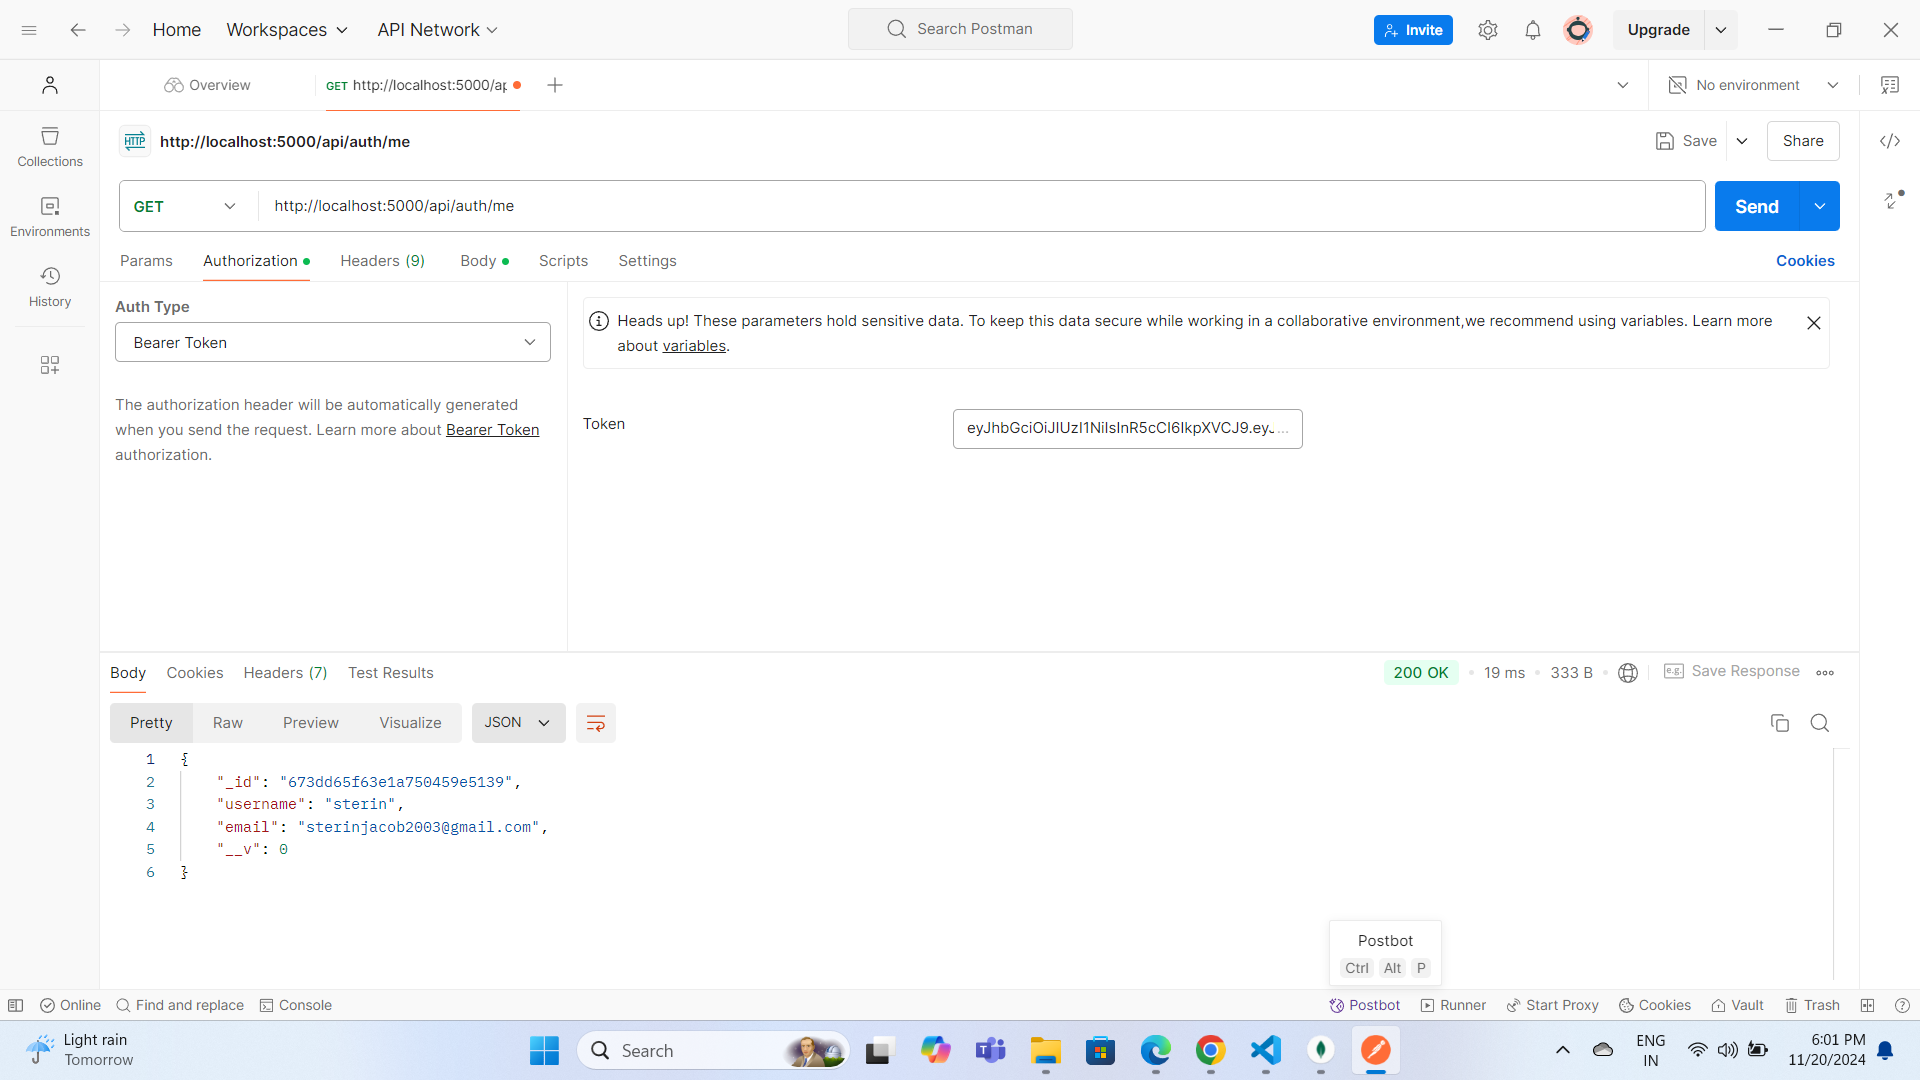 Home Workspaces API Network Search Postman Invite Upgrade
Overview GET http://localhost:5000/ap No environment
HTTP http://localhost:5000/api/auth/me Save Share
Collections
Environments
History
GET http://localhost:5000/api/auth/me Send
Params Authorization Headers (9) Body Scripts Settings Cookies
Auth Type
Bearer Token
The authorization header will be automatically generated
when you send the request. Learn more about Bearer Token
authorization.
Heads up! These parameters hold sensitive data. To keep this data secure while working in a collaborative environment,we recommend using variables. Learn more
about variables.
Token eyJhbGciOiJIUzI1NiIsInR5cCI6IkpXVCJ9.eyJ...
Body Cookies Headers (7) Test Results 200 OK 19 ms 333 B e.g. Save Response
Pretty Raw Preview Visualize JSON
1 {
2 "_id": "673dd65f63e1a750459e5139",
3 "username": "sterin",
4 "email": "sterinjacob2003@gmail.com",
5 "__v": 0
6 }
Postbot
Ctrl Alt P
Online Find and replace Console Postbot Runner Start Proxy Cookies Vault Trash
Light rain
Tomorrow
Search
ENG
IN
6:01 PM
11/20/2024